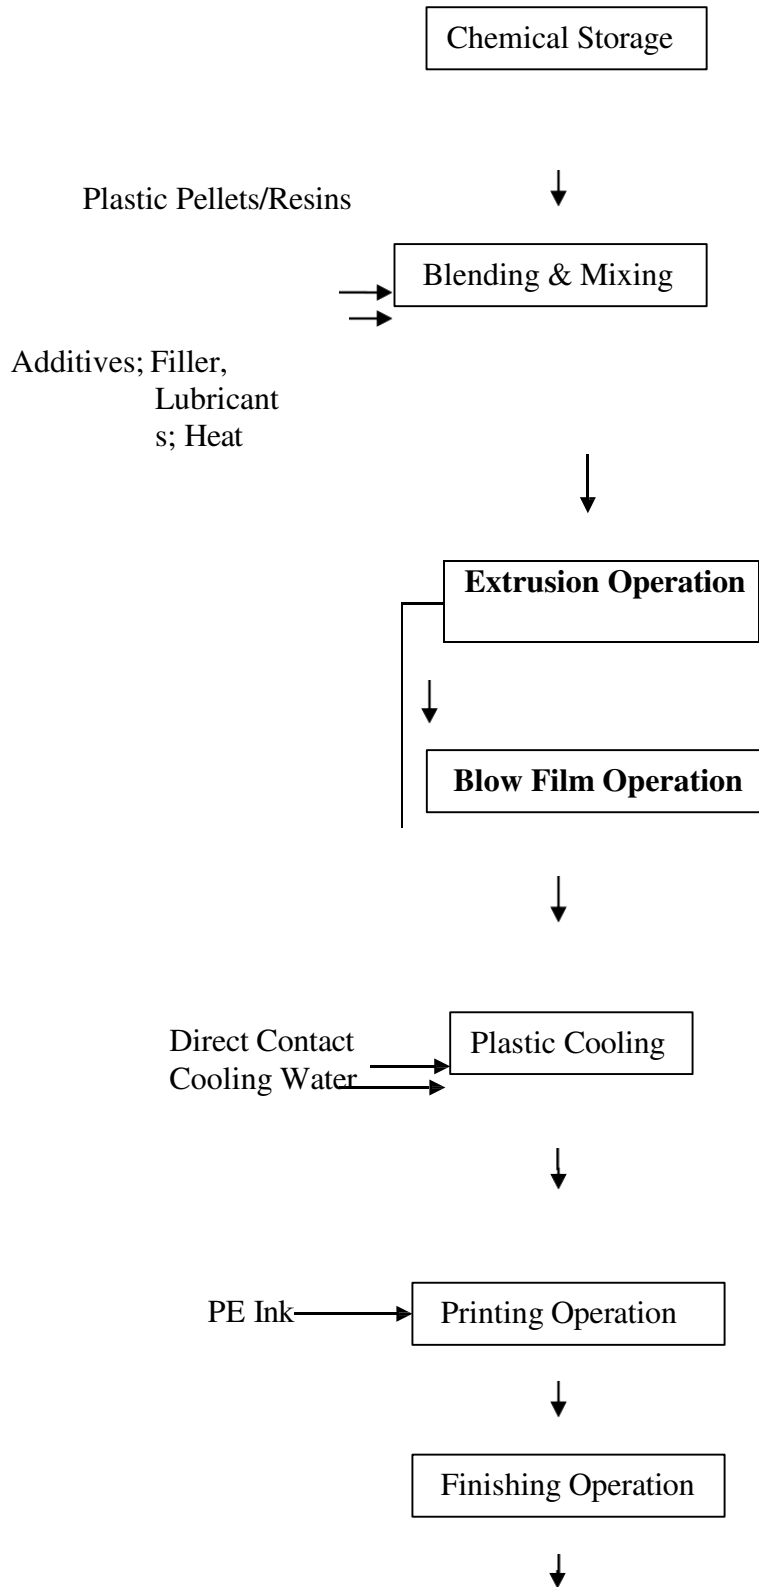 Chemical Storage
Plastic Pellets/Resins
Blending & Mixing
Additives; Filler,
Lubricant
s; Heat
Extrusion Operation
Blow Film Operation
Direct Contact
Cooling Water
Plastic Cooling
PE Ink
Printing Operation
Finishing Operation